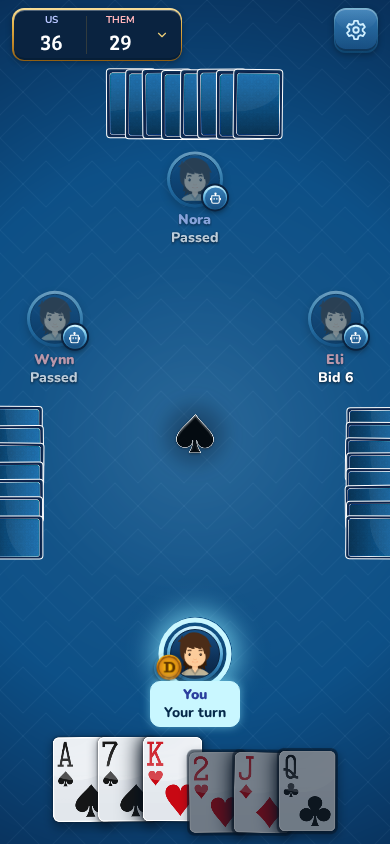 US THEM
36 29
Nora
Passed
Wynn
Passed
Eli
Bid 6
D
You
Your turn
A 7 K 2 J Q